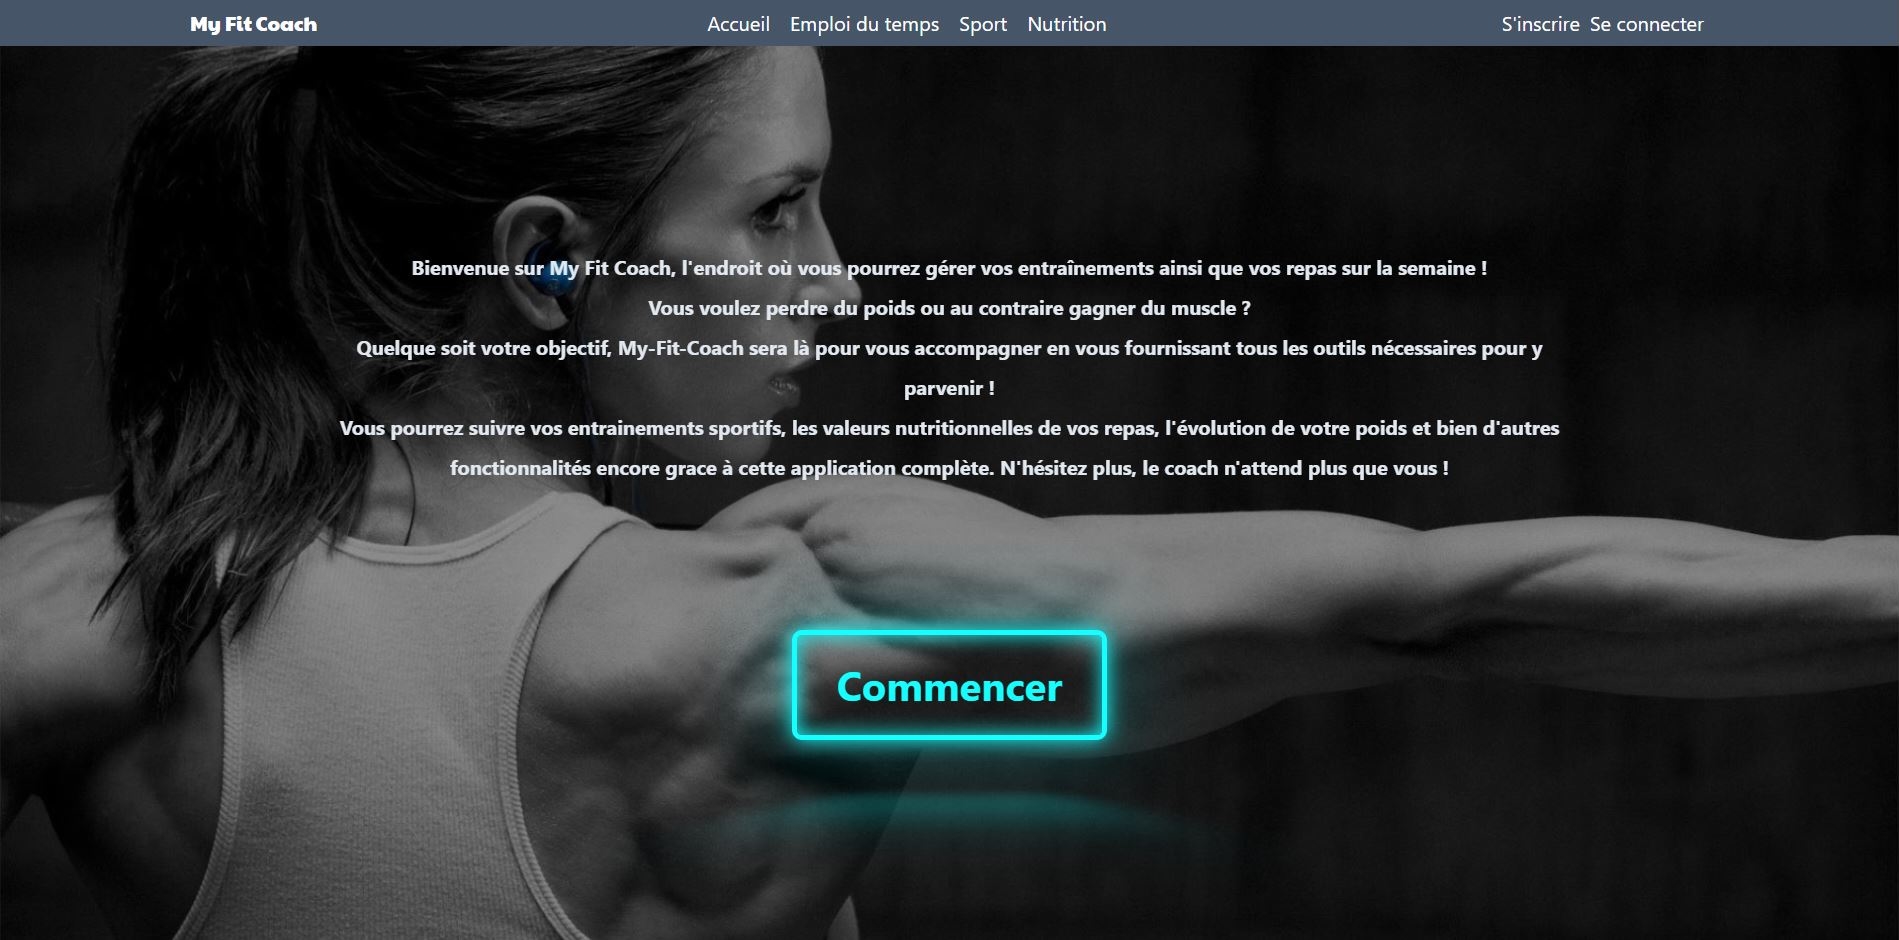 My Fit Coach
Accueil Emploi du temps Sport Nutrition
S'inscrire Se connecter
Bienvenue sur My Fit Coach, l'endroit où vous pourrez gérer vos entraînements ainsi que vos repas sur la semaine !
Vous voulez perdre du poids ou au contraire gagner du muscle ?
Quelque soit votre objectif, My-Fit-Coach sera là pour vous accompagner en vous fournissant tous les outils nécessaires pour y
parvenir !
Vous pourrez suivre vos entrainements sportifs, les valeurs nutritionnelles de vos repas, l'évolution de votre poids et bien d'autres
fonctionnalités encore grace à cette application complète. N'hésitez plus, le coach n'attend plus que vous !
Commencer